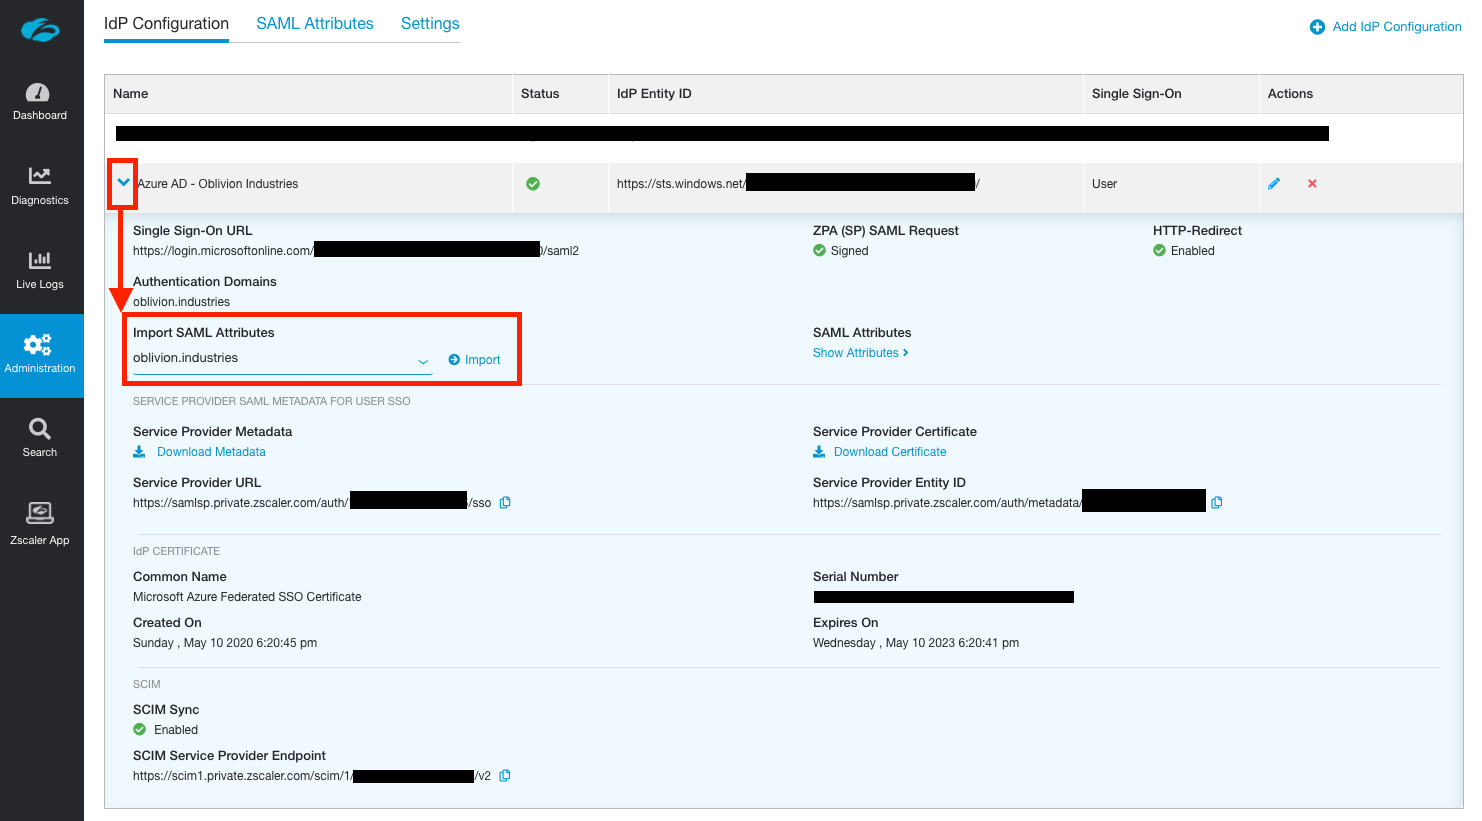 IdP Configuration SAML Attributes Settings
Add IdP Configuration
Dashboard
Diagnostics
Live Logs
Administration
Search
Zscaler App
Name Status IdP Entity ID Single Sign-On Actions
Azure AD - Oblivion Industries https://sts.windows.net/ / User
Single Sign-On URL ZPA (SP) SAML Request HTTP-Redirect
https://login.microsoftonline.com/ /saml2 Signed Enabled
Authentication Domains
oblivion.industries
Import SAML Attributes SAML Attributes
oblivion.industries Import Show Attributes
SERVICE PROVIDER SAML METADATA FOR USER SSO
Service Provider Metadata Service Provider Certificate
Download Metadata Download Certificate
Service Provider URL Service Provider Entity ID
https://samlsp.private.zscaler.com/auth/ /sso https://samlsp.private.zscaler.com/auth/metadata/
IdP CERTIFICATE
Common Name Serial Number
Microsoft Azure Federated SSO Certificate
Created On Expires On
Sunday , May 10 2020 6:20:45 pm Wednesday , May 10 2023 6:20:41 pm
SCIM
SCIM Sync
Enabled
SCIM Service Provider Endpoint
https://scim1.private.zscaler.com/scim/1/ /v2